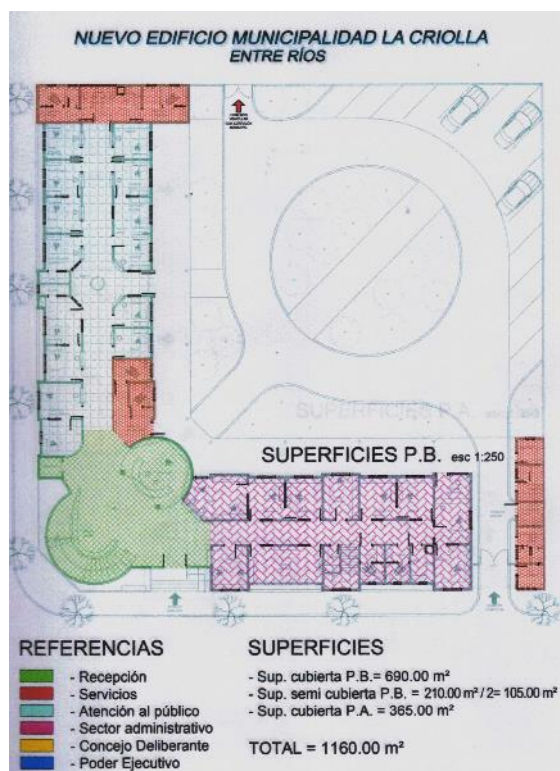 NUEVO EDIFICIO MUNICIPALIDAD LA CRIOLLA
ENTRE RÍOS
SUPERFICIES P.A.
SUPERFICIES P.B. esc 1:250
REFERENCIAS
- Recepción
- Servicios
- Atención al público
- Sector administrativo
- Concejo Deliberante
- Poder Ejecutivo
SUPERFICIES
- Sup. cubierta P.B.= 690.00 m²
- Sup. semi cubierta P.B. = 210.00 m² / 2= 105.00 m²
- Sup. cubierta P.A. = 365.00 m²
TOTAL = 1160.00 m²